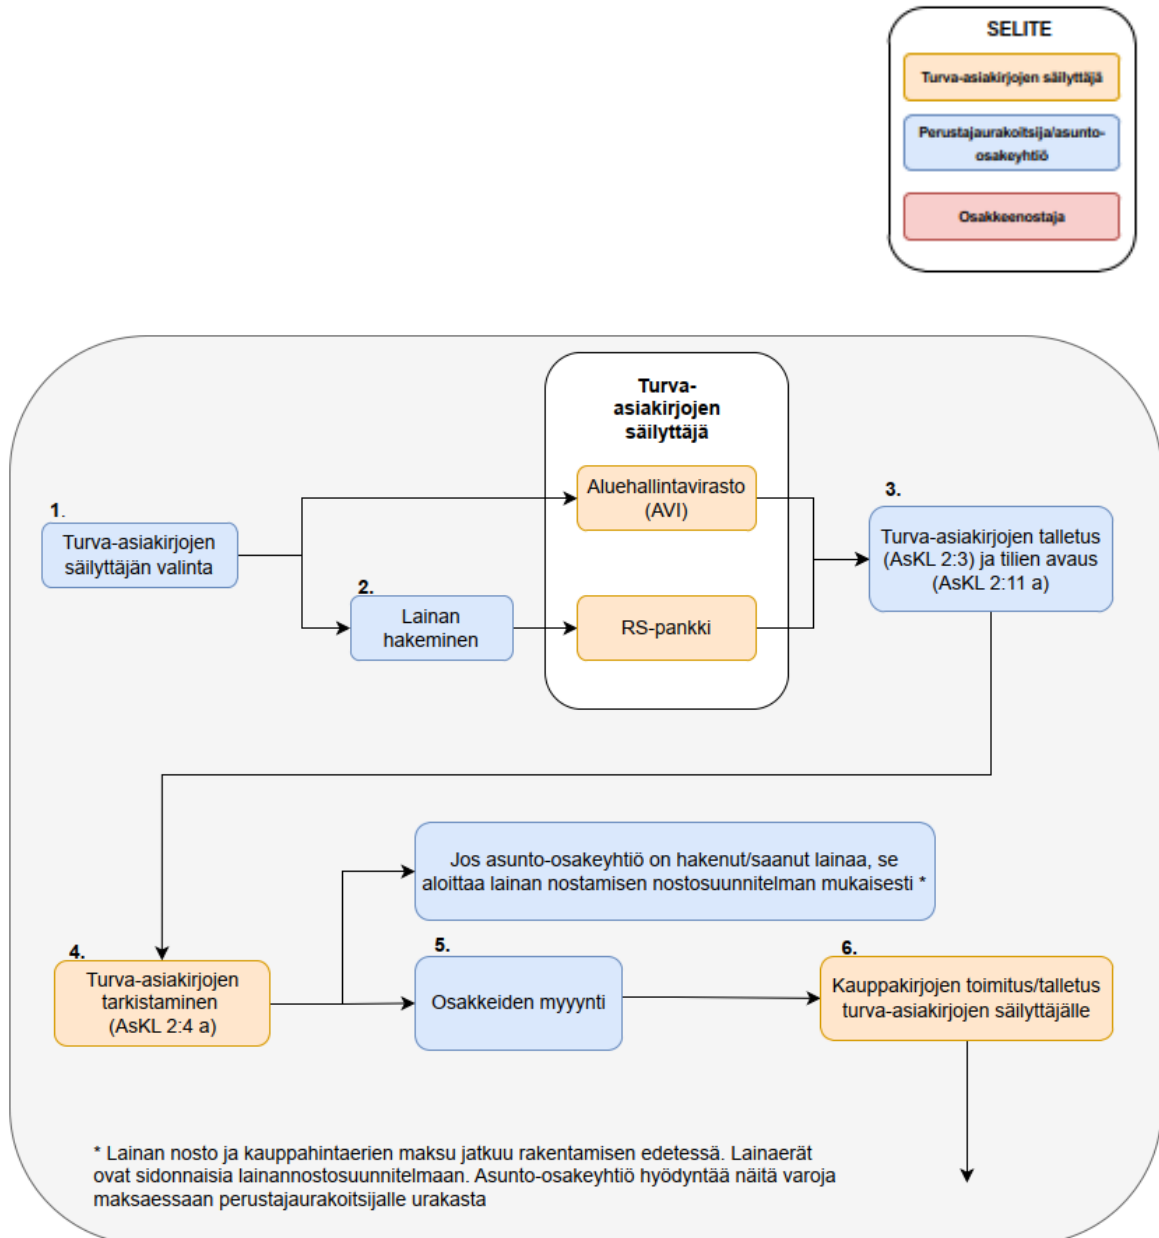 SELITE
Turva-asiakirjojen säilyttäjä
Perustajaurakoitsija/asunto-
osakeyhtiö
Osakkeenostaja
Turva-
asiakirjojen
säilyttäjä
1.
Turva-asiakirjojen
säilyttäjän valinta
Aluehallintavirasto
(AVI)
2.
Lainan
hakeminen
RS-pankki
3.
Turva-asiakirjojen talletus
(AsKL 2:3) ja tilien avaus
(AsKL 2:11 a)
Jos asunto-osakeyhtiö on hakenut/saanut lainaa, se
aloittaa lainan nostamisen nostosuunnitelman mukaisesti *
4.
Turva-asiakirjojen
tarkistaminen
(AsKL 2:4 a)
5.
Osakkeiden myyynti
6.
Kauppakirjojen toimitus/talletus
turva-asiakirjojen säilyttäjälle
* Lainan nosto ja kauppahintaerien maksu jatkuu rakentamisen edetessä. Lainaerät
ovat sidonnaisia lainannostosuunnitelmaan. Asunto-osakeyhtiö hyödyntää näitä varoja
maksaessaan perustajaurakoitsijalle urakasta